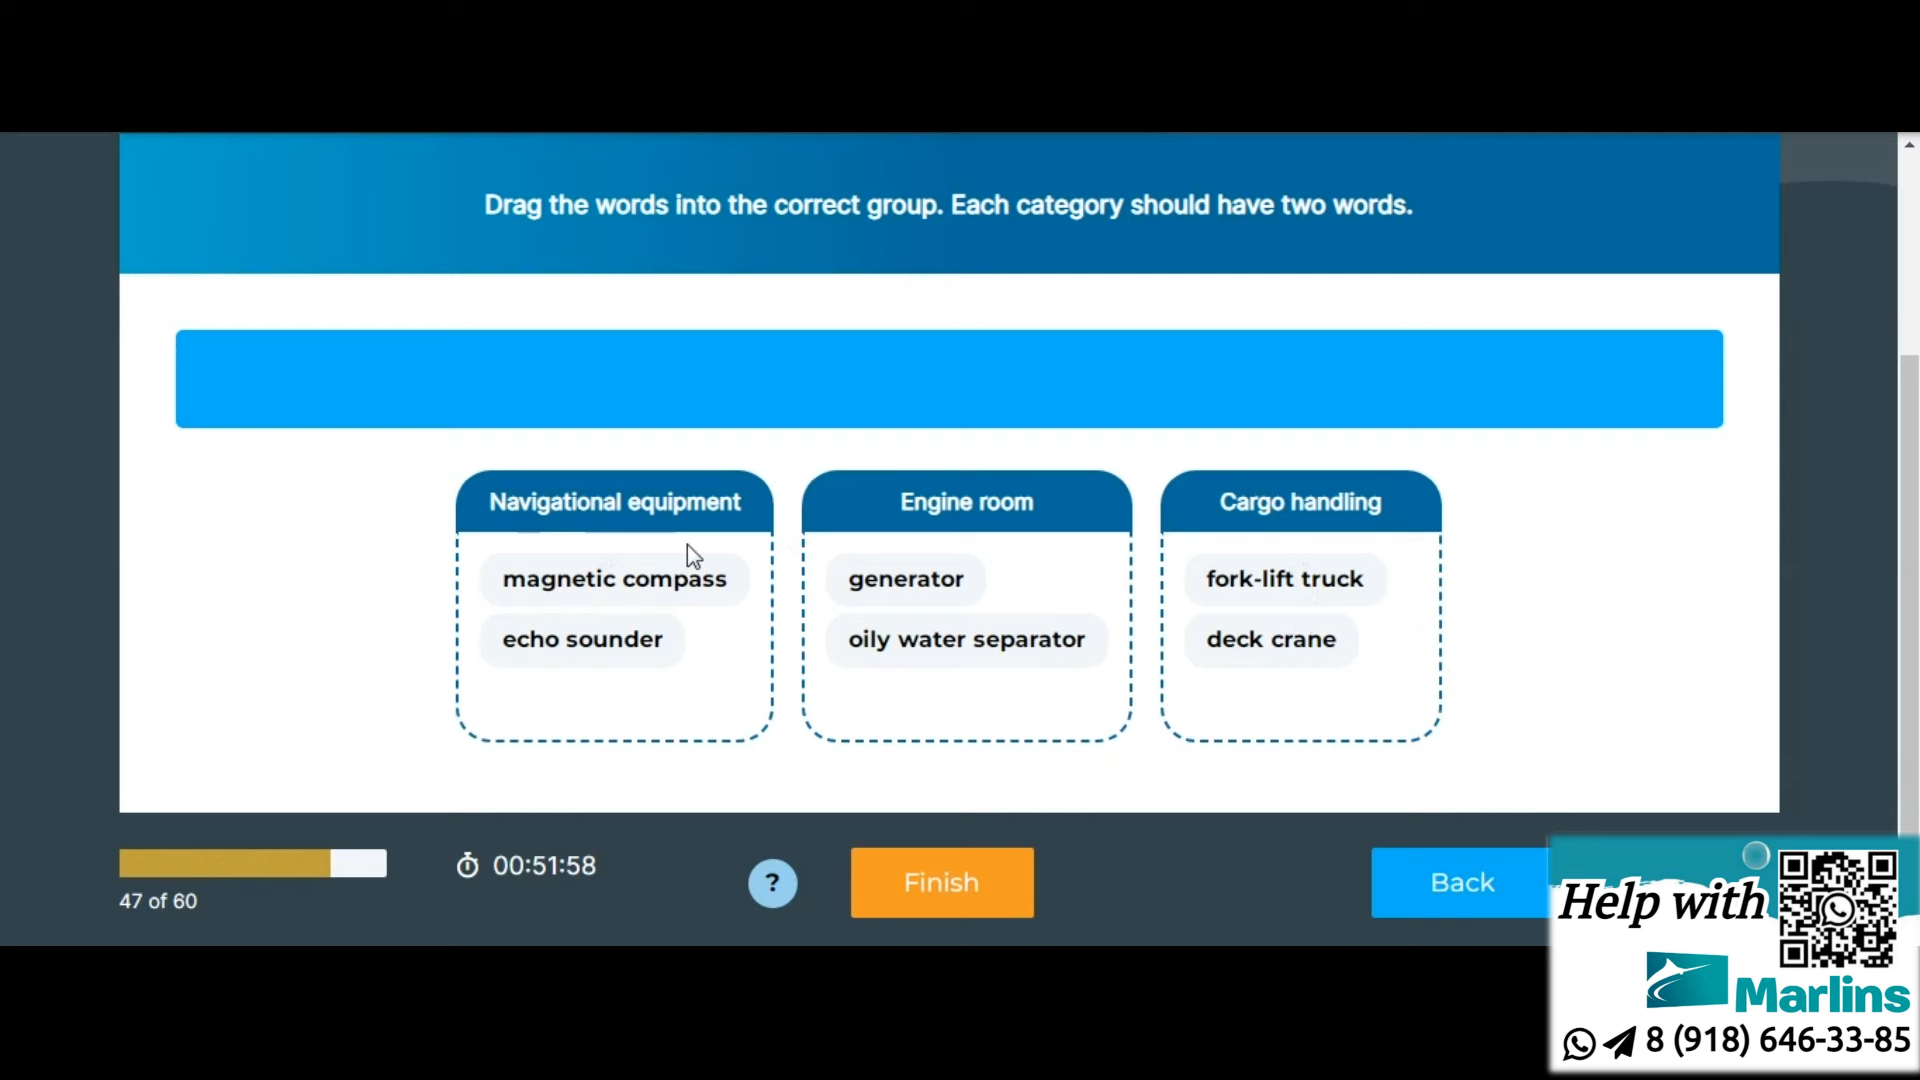 Drag the words into the correct group. Each category should have two words.
Navigational equipment
magnetic compass
echo sounder
Engine room
generator
oily water separator
Cargo handling
fork-lift truck
deck crane
47 of 60
00:51:58
?
Finish
Back
Help with
Marlins
8 (918) 646-33-85